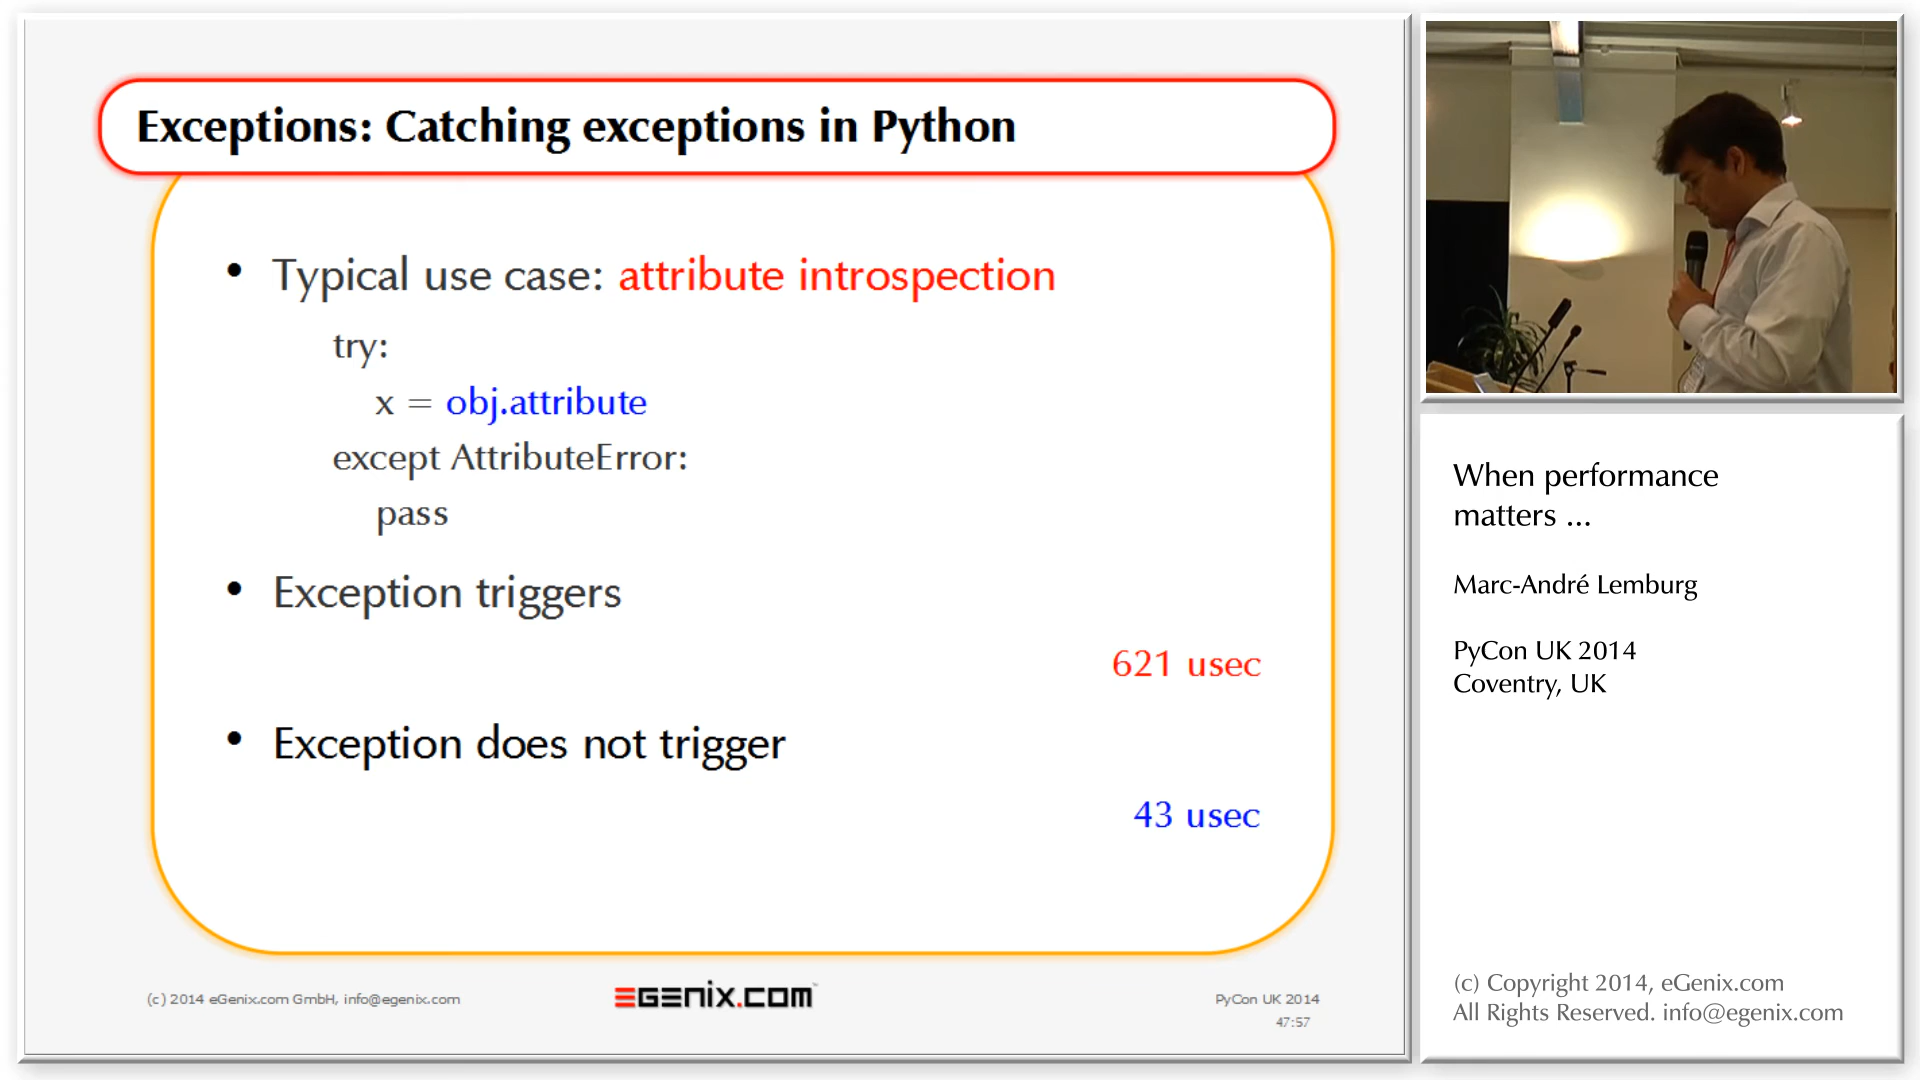 Exceptions: Catching exceptions in Python
• Typical use case: attribute introspection
try:
x = obj.attribute
except AttributeError:
pass
• Exception triggers
621 usec
• Exception does not trigger
43 usec
(c) 2014 eGenix.com GmbH, info@egenix.com
EGENIX.COM
PyCon UK 2014
47:57
When performance
matters ...
Marc-André Lemburg
PyCon UK 2014
Coventry, UK
(c) Copyright 2014, eGenix.com
All Rights Reserved. info@egenix.com